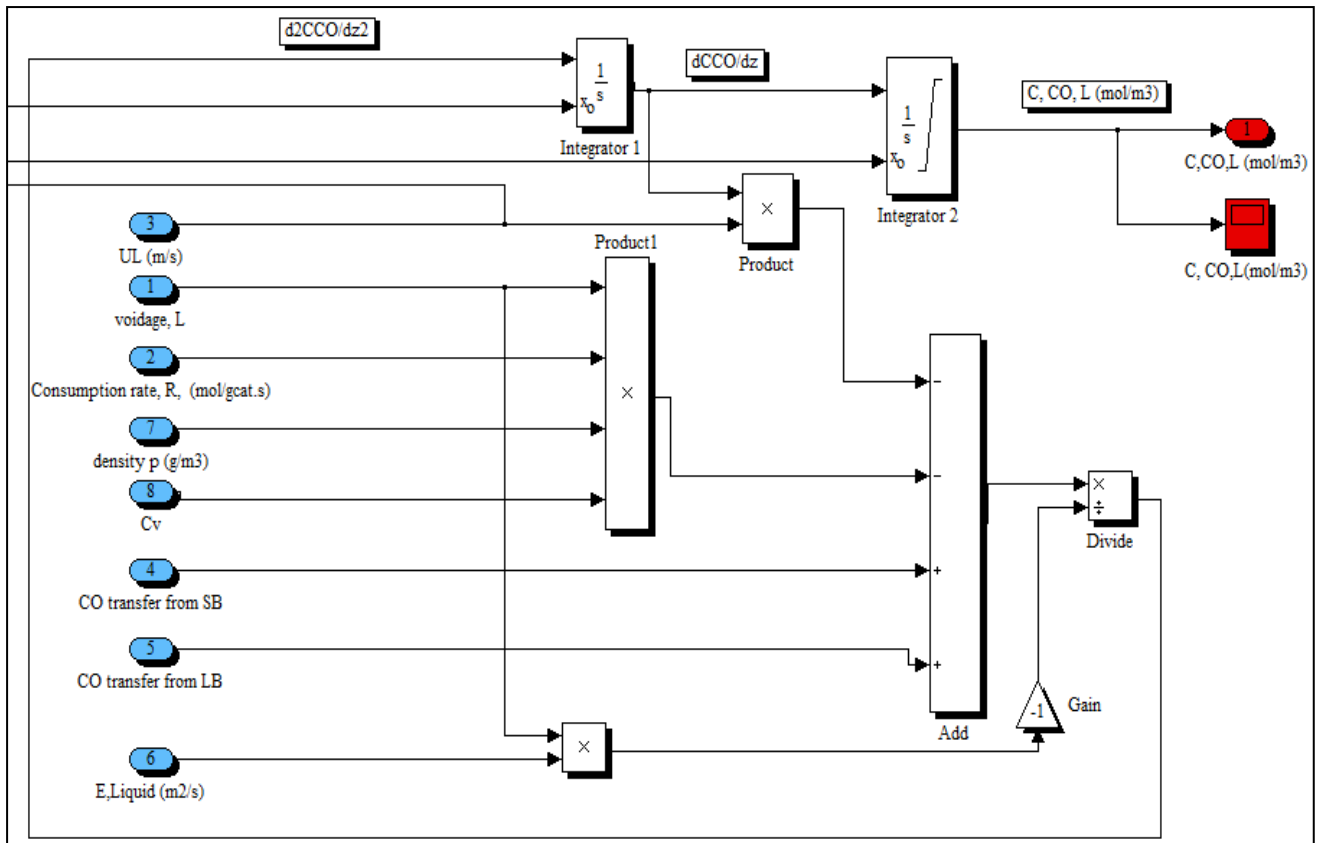 d2CCO/dz2
1
s
xo
Integrator 1
dCCO/dz
1
s
xo
Integrator 2
C, CO, L (mol/m3)
1
C,CO,L (mol/m3)
C, CO,L(mol/m3)
3
UL (m/s)
×
Product
Product1
×
1
voidage, L
2
Consumption rate, R, (mol/gcat.s)
7
density p (g/m3)
8
Cv
4
CO transfer from SB
5
CO transfer from LB
6
E,Liquid (m2/s)
×
−
−
+
+
Add
×
÷
Divide
-1
Gain